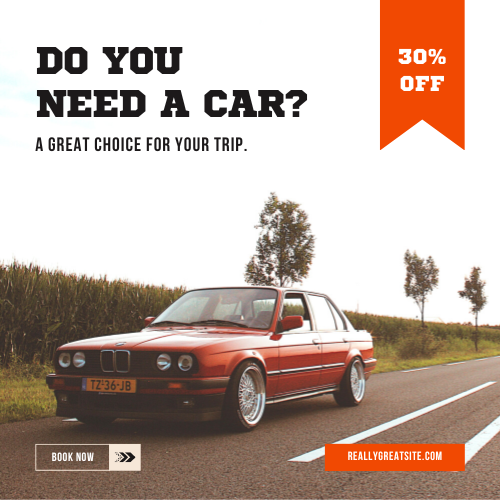 DO YOU
NEED A CAR?
A GREAT CHOICE FOR YOUR TRIP.
30%
OFF
TZ-36-JB
BOOK NOW
REALLYGREATSITE.COM